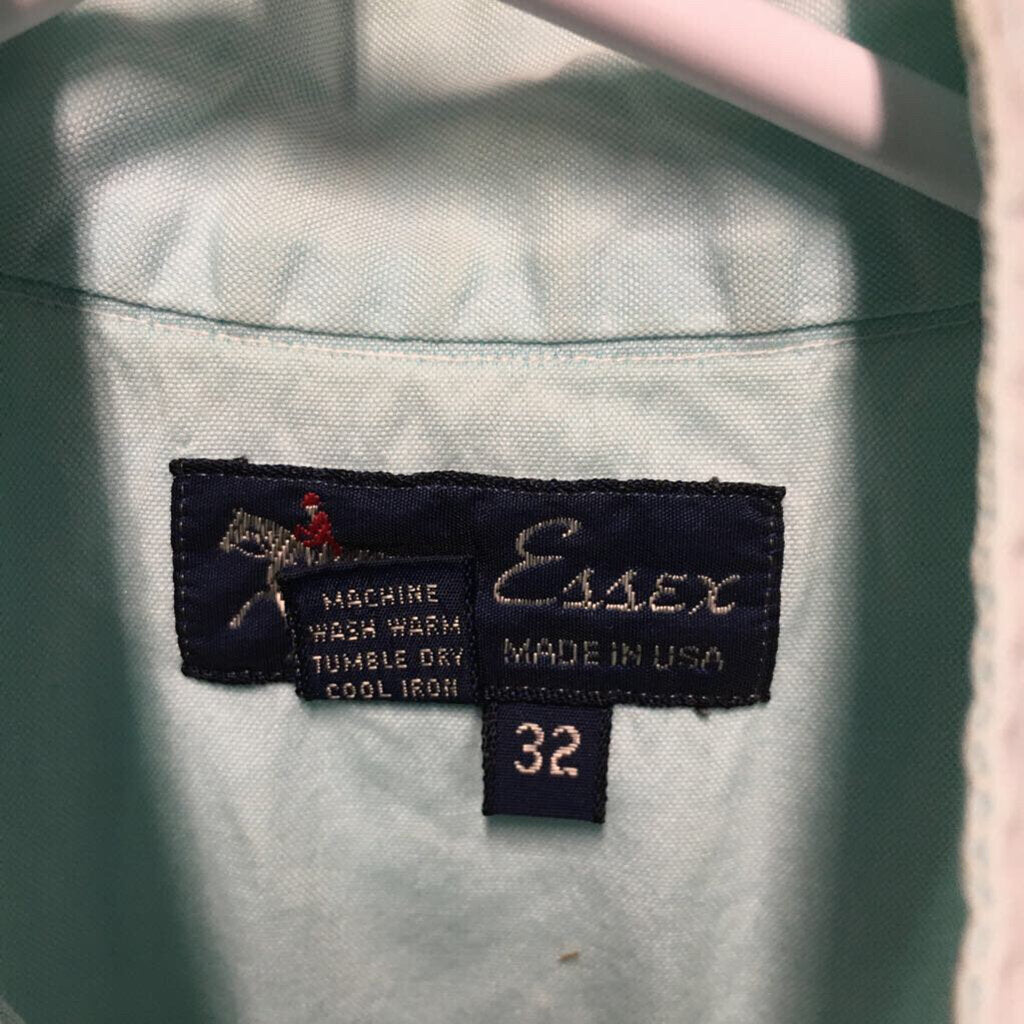 MACHINE
WASH WARM
TUMBLE DRY
COOL IRON
ESSEX
MADE IN USA
32